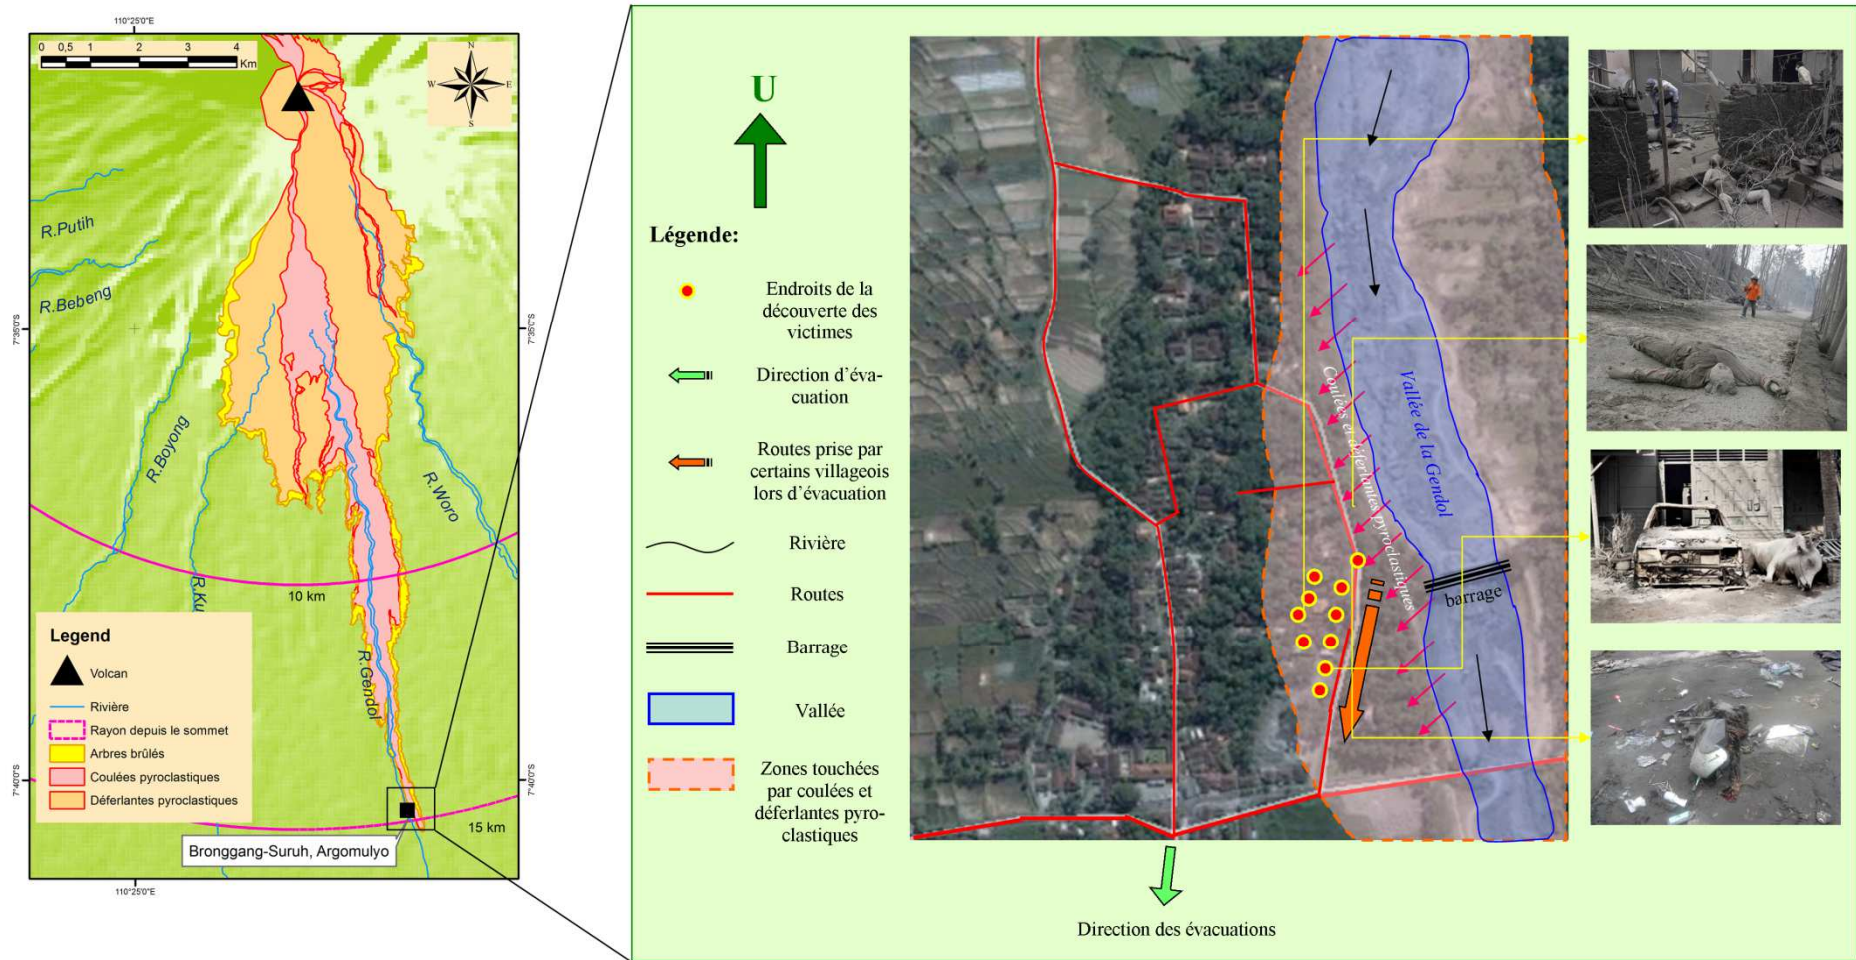 110°25'0"E
0 0,5 1 2 3 4
Km
N
W E
S
R.Putih
R.Bebeng
7°35'0"S
7°35'0"S
R.Boyong
R.Woro
10 km
R.Ku
R.Gendol
Legend
Volcan
Rivière
Rayon depuis le sommet
Arbres brûlés
Coulées pyroclastiques
Déferlantes pyroclastiques
7°40'0"S
7°40'0"S
15 km
Bronggang-Suruh, Argomulyo
110°25'0"E
U
Légende:
Endroits de la
découverte des
victimes
Direction d'éva-
cuation
Routes prise par
certains villageois
lors d'évacuation
Rivière
Routes
Barrage
Vallée
Zones touchées
par coulées et
déferlantes pyro-
clastiques
Coulées et déferlantes pyroclastiques
Vallée de la Gendol
barrage
Direction des évacuations